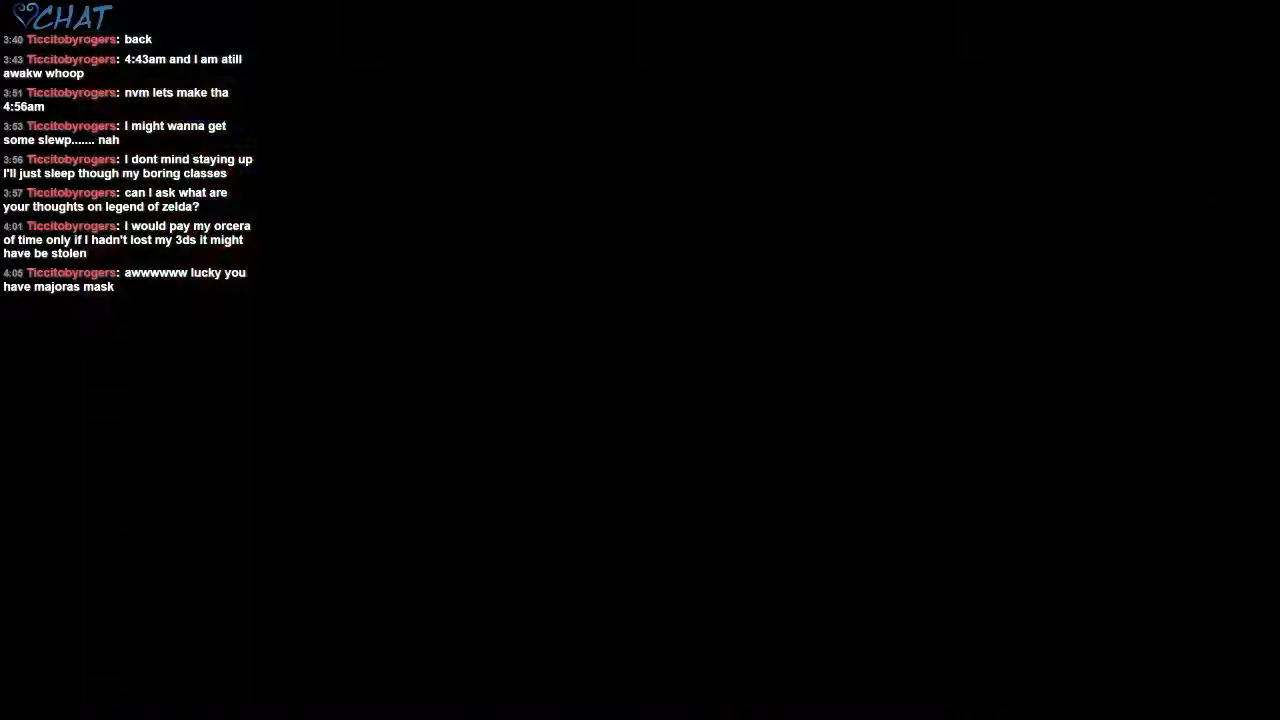 CHAT
3:40 Ticcitobyrogers: back
3:43 Ticcitobyrogers: 4:43am and I am atill
awakw whoop
3:51 Ticcitobyrogers: nvm lets make tha
4:56am
3:53 Ticcitobyrogers: I might wanna get
some slewp....... nah
3:56 Ticcitobyrogers: I dont mind staying up
I'll just sleep though my boring classes
3:57 Ticcitobyrogers: can I ask what are
your thoughts on legend of zelda?
4:01 Ticcitobyrogers: I would pay my orcera
of time only if I hadn't lost my 3ds it might
have be stolen
4:05 Ticcitobyrogers: awwwwww lucky you
have majoras mask